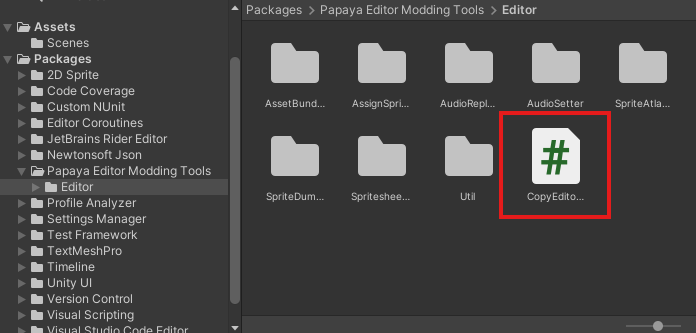 Assets
Scenes
Packages
2D Sprite
Code Coverage
Custom NUnit
Editor Coroutines
JetBrains Rider Editor
Newtonsoft Json
Papaya Editor Modding Tools
Editor
Profile Analyzer
Settings Manager
Test Framework
TextMeshPro
Timeline
Unity UI
Version Control
Visual Scripting
Visual Studio Code Editor
Packages > Papaya Editor Modding Tools > Editor
AssetBund... AssignSpri... AudioRepl... AudioSetter SpriteAtla...
SpriteDum... Spriteshee... Util CopyEdito...